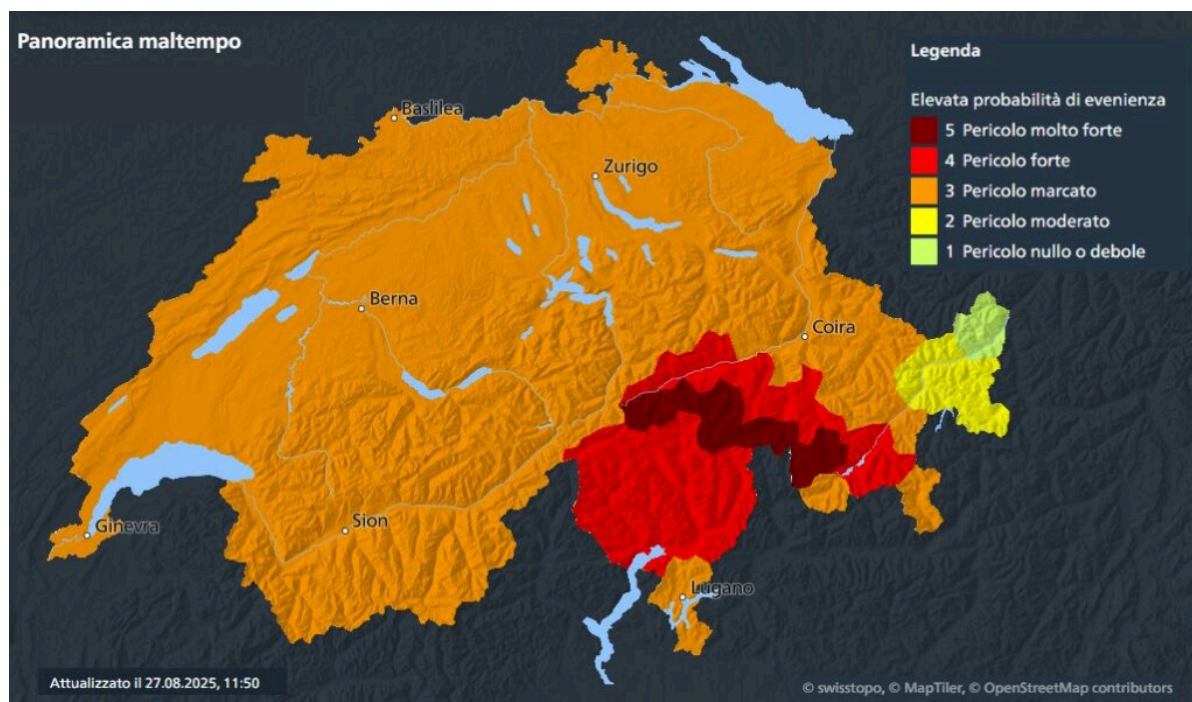 Panoramica maltempo
Legenda
Elevata probabilità di evenienza
5 Pericolo molto forte
4 Pericolo forte
3 Pericolo marcato
2 Pericolo moderato
1 Pericolo nullo o debole
Baslilea
Zurigo
Berna
Coira
Sion
Ginevra
Lugano
Attualizzato il 27.08.2025, 11:50
© swisstopo, © MapTiler, © OpenStreetMap contributors